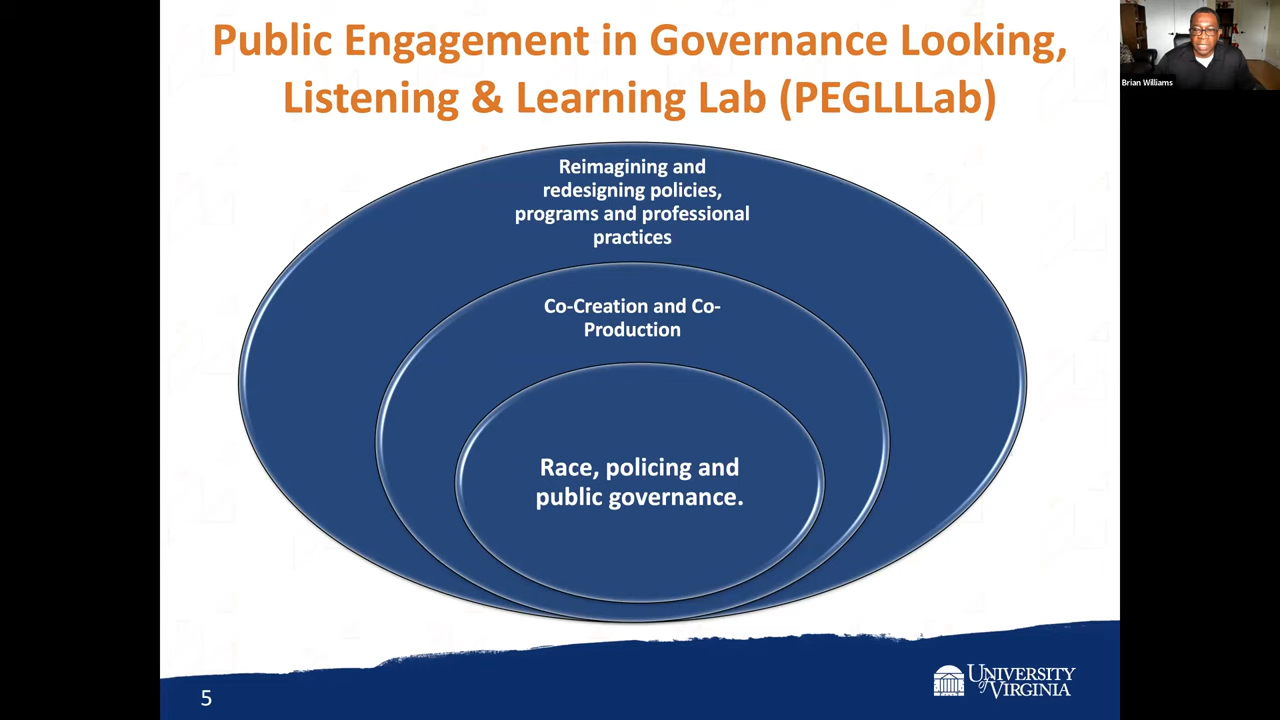 Public Engagement in Governance Looking,
Listening & Learning Lab (PEGLLLab)
Brian Williams
Reimagining and
redesigning policies,
programs and professional
practices
Co-Creation and Co-
Production
Race, policing and
public governance.
5
UNIVERSITY
of VIRGINIA